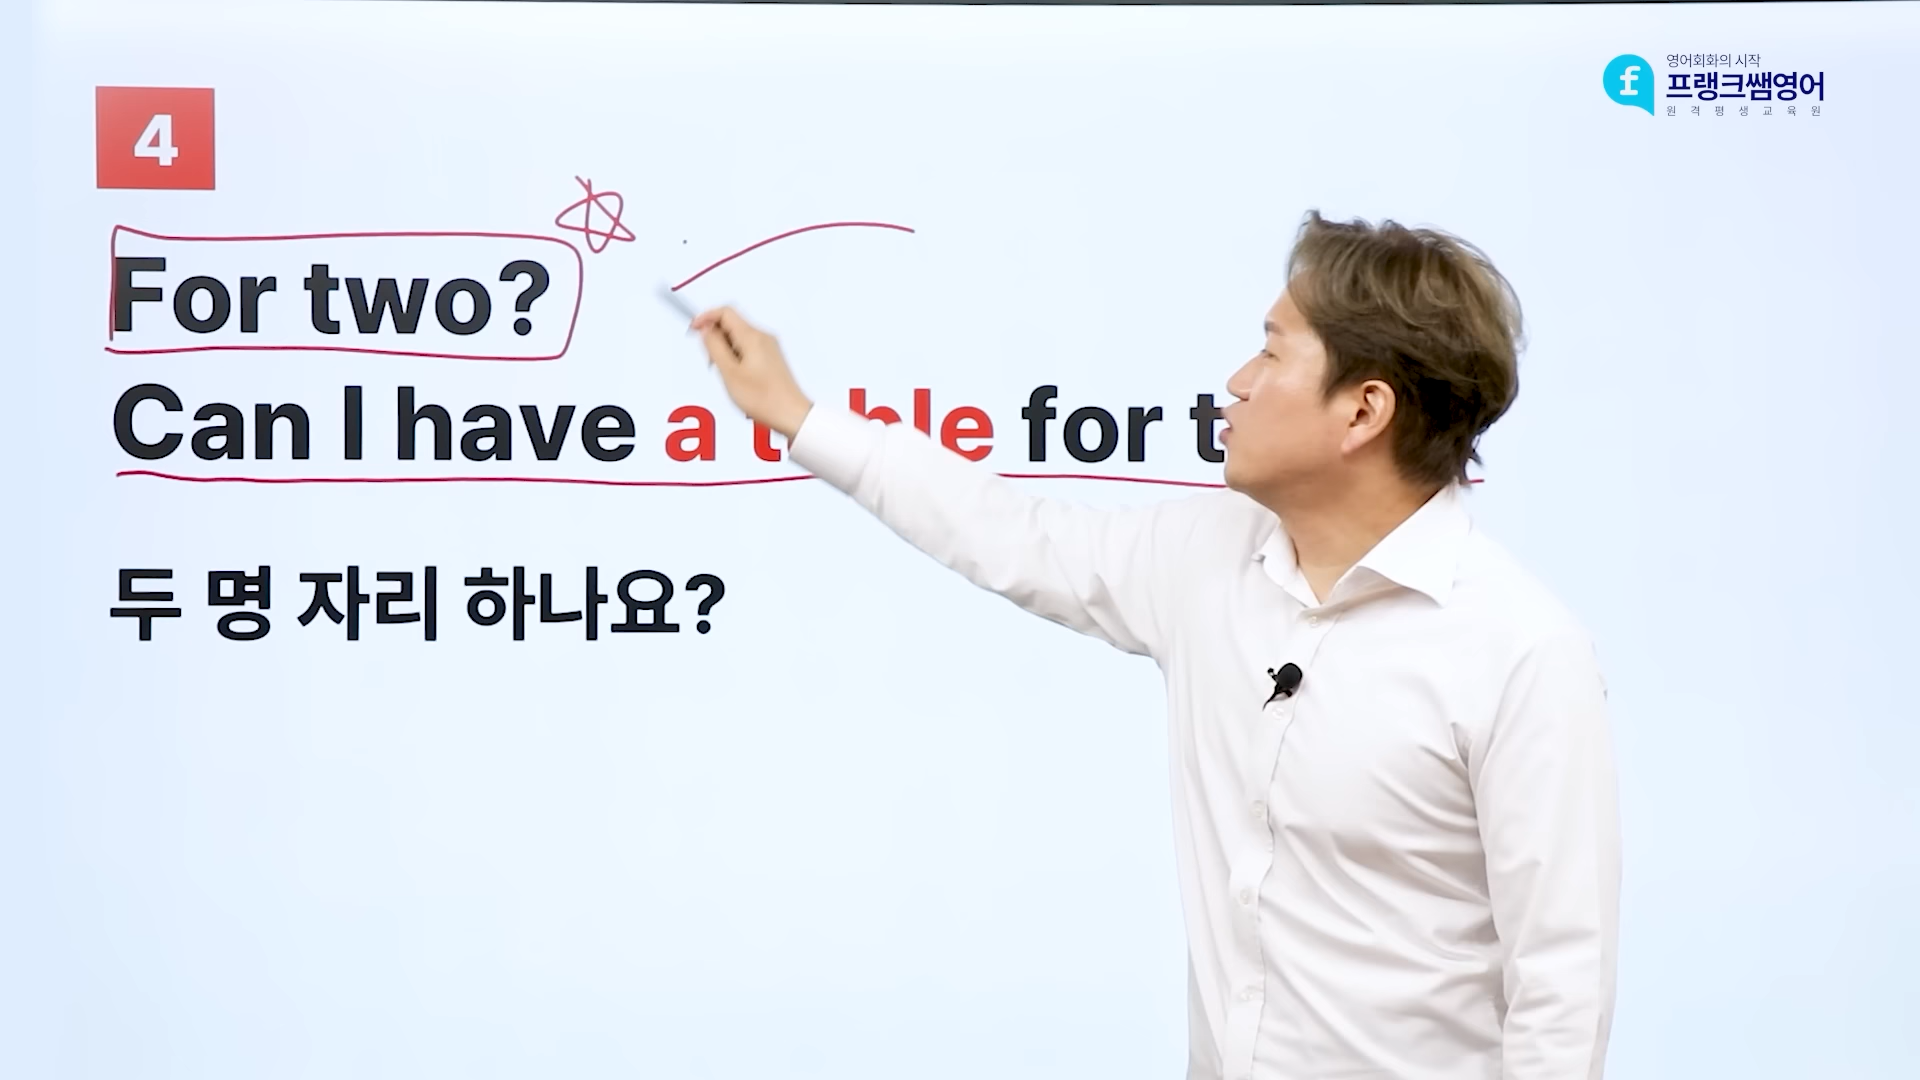 영어회화의 시작
프랭크쌤영어
원격평생교육원
4
For two?
Can I have a for
두 명 자리 하나요?